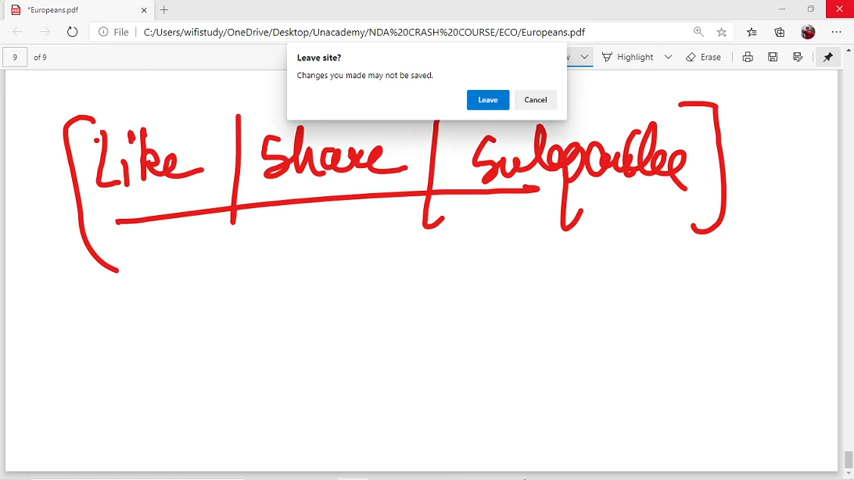 *Europeans.pdf
File C:/Users/wifistudy/OneDrive/Desktop/Unacademy/NDA%20CRASH%20COURSE/ECO/Europeans.pdf
9 of 9
Highlight Erase
Leave site?
Changes you made may not be saved.
Leave Cancel
Like | Share |